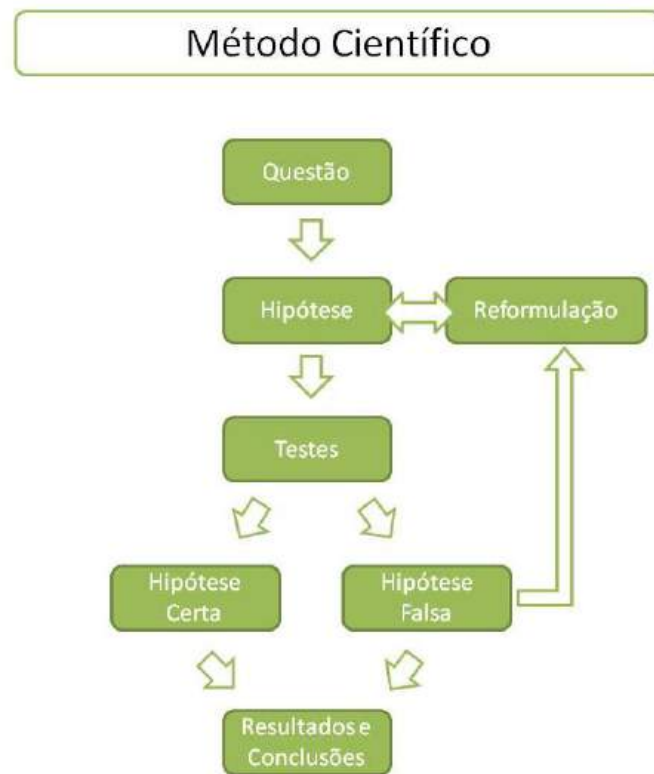 Método Científico
Questão
Hipótese
Reformulação
Testes
Hipótese
Certa
Hipótese
Falsa
Resultados e
Conclusões